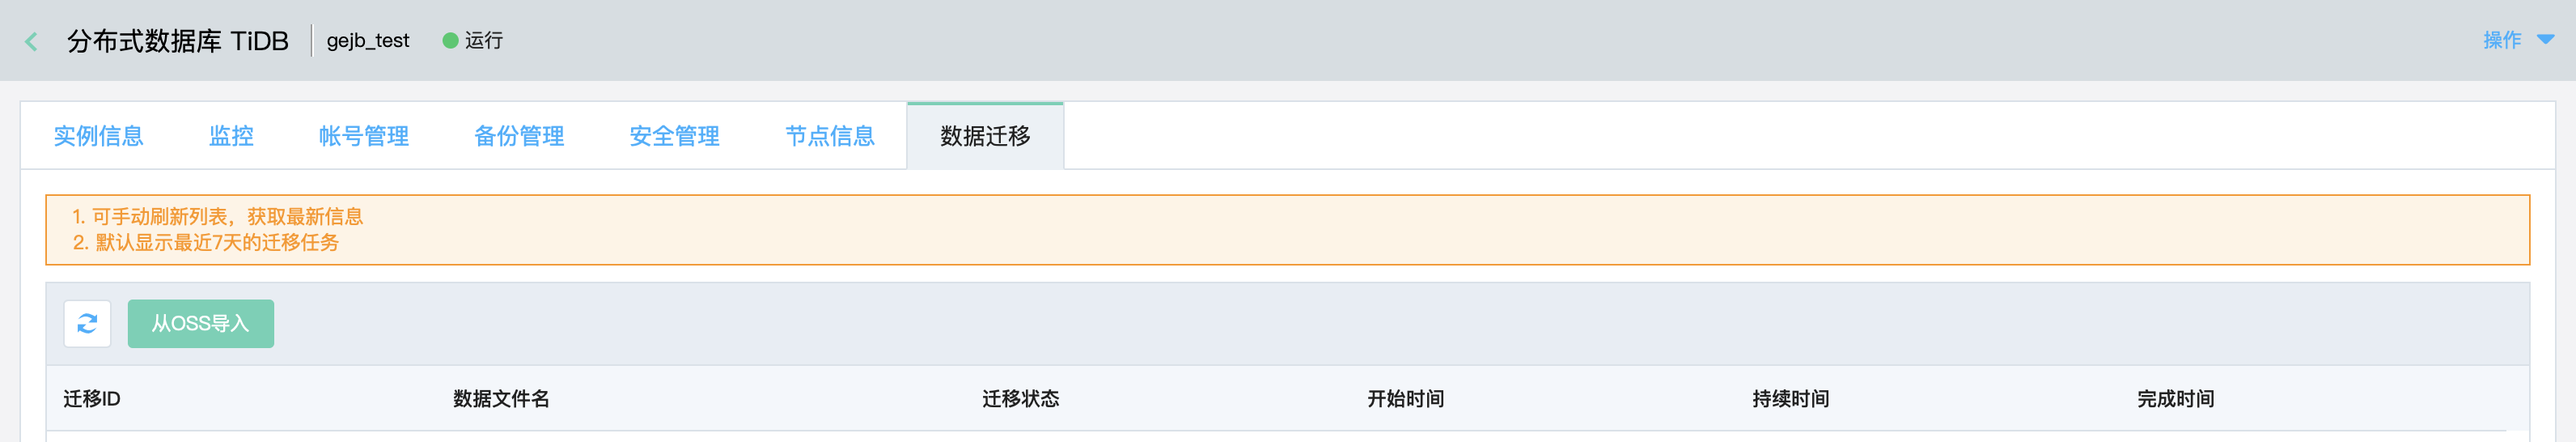 分布式数据库 TiDB gejb_test 运行 操作
实例信息 监控 帐号管理 备份管理 安全管理 节点信息 数据迁移
1. 可手动刷新列表，获取最新信息
2. 默认显示最近7天的迁移任务
从OSS导入
迁移ID 数据文件名 迁移状态 开始时间 持续时间 完成时间